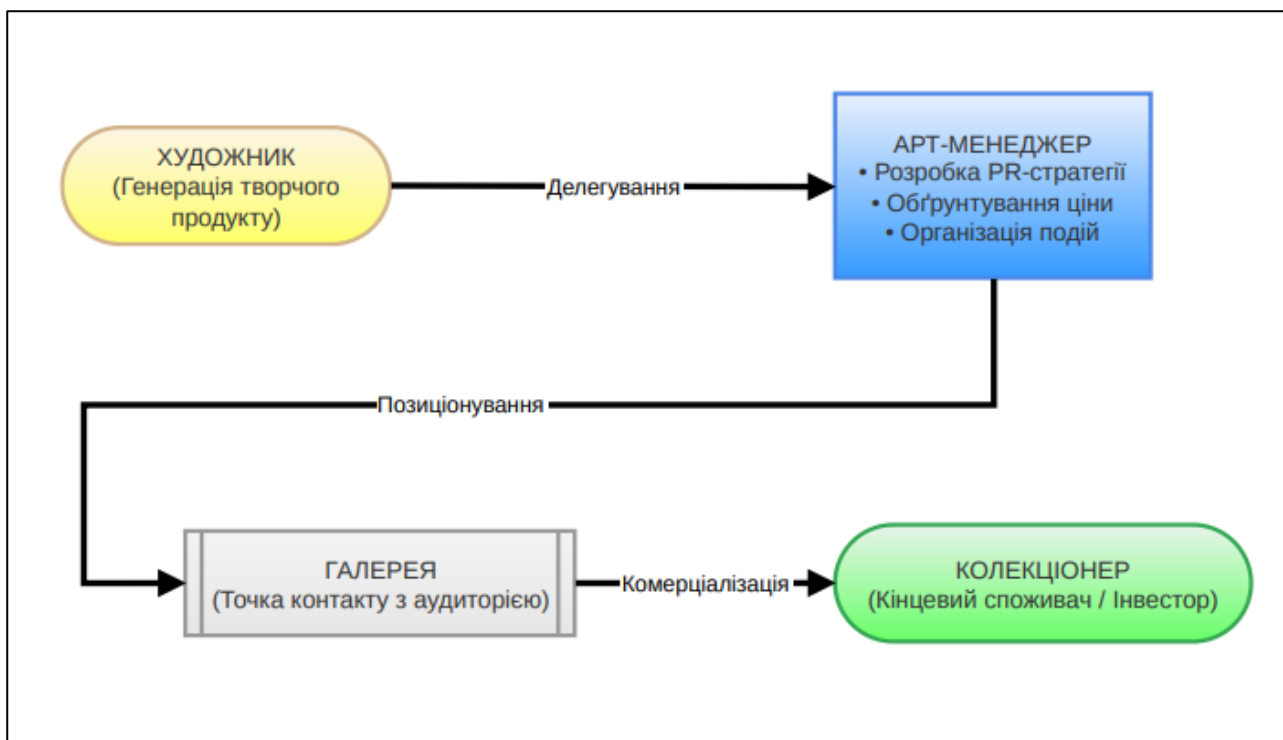 ХУДОЖНИК
(Генерація творчого
продукту)
Делегування
АРТ-МЕНЕДЖЕР
• Розробка PR-стратегії
• Обґрунтування ціни
• Організація подій
Позиціонування
ГАЛЕРЕЯ
(Точка контакту з аудиторією)
Комерціалізація
КОЛЕКЦІОНЕР
(Кінцевий споживач / Інвестор)